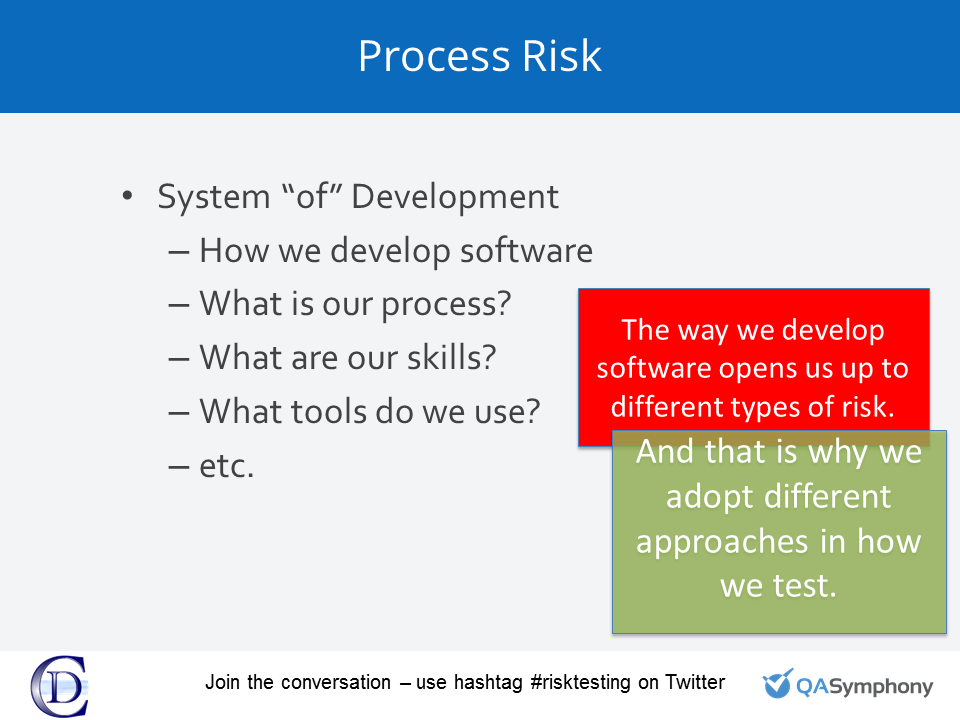 Process Risk
• System “of” Development
– How we develop software
– What is our process?
– What are our skills?
– What tools do we use?
– etc.
The way we develop
software opens us up to
different types of risk.
And that is why we
adopt different
approaches in how
we test.
CD
Join the conversation – use hashtag #risktesting on Twitter
QASymphony